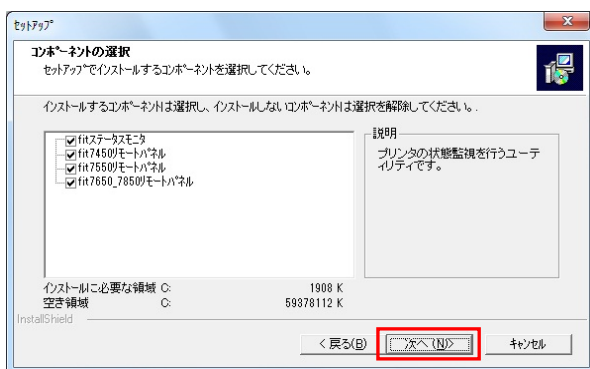 セットアップ
コンポーネントの選択
セットアップでインストールするコンポーネントを選択してください。
インストールするコンポーネントは選択し、インストールしないコンポーネントは選択を解除してください。.
fitステータスモニタ
fit7450リモートパネル
fit7550リモートパネル
fit7650_7850リモートパネル
説明
プリンタの状態監視を行うユーティリティです。
インストールに必要な領域 C: 1908 K
空き領域 C: 59378112 K
InstallShield
< 戻る(B) 次へ(N)> キャンセル